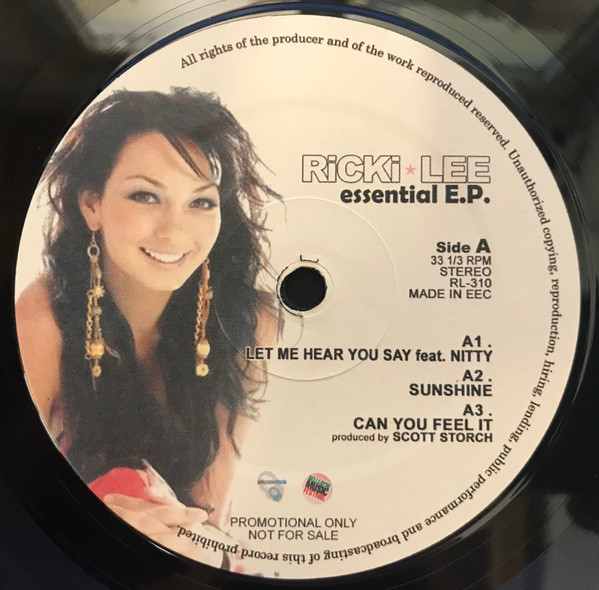 All rights of the producer and of the work reproduced reserved. Unauthorized copying, reproduction, hiring, lending, public performance and broadcasting of this record prohibited.
RiCKi LEE
essential E.P.
Side A
33 1/3 RPM
STEREO
RL-310
MADE IN EEC
A1 .
LET ME HEAR YOU SAY feat. NITTY
A2 .
SUNSHINE
A3 .
CAN YOU FEEL IT
produced by SCOTT STORCH
MUSIC
PROMOTIONAL ONLY
NOT FOR SALE